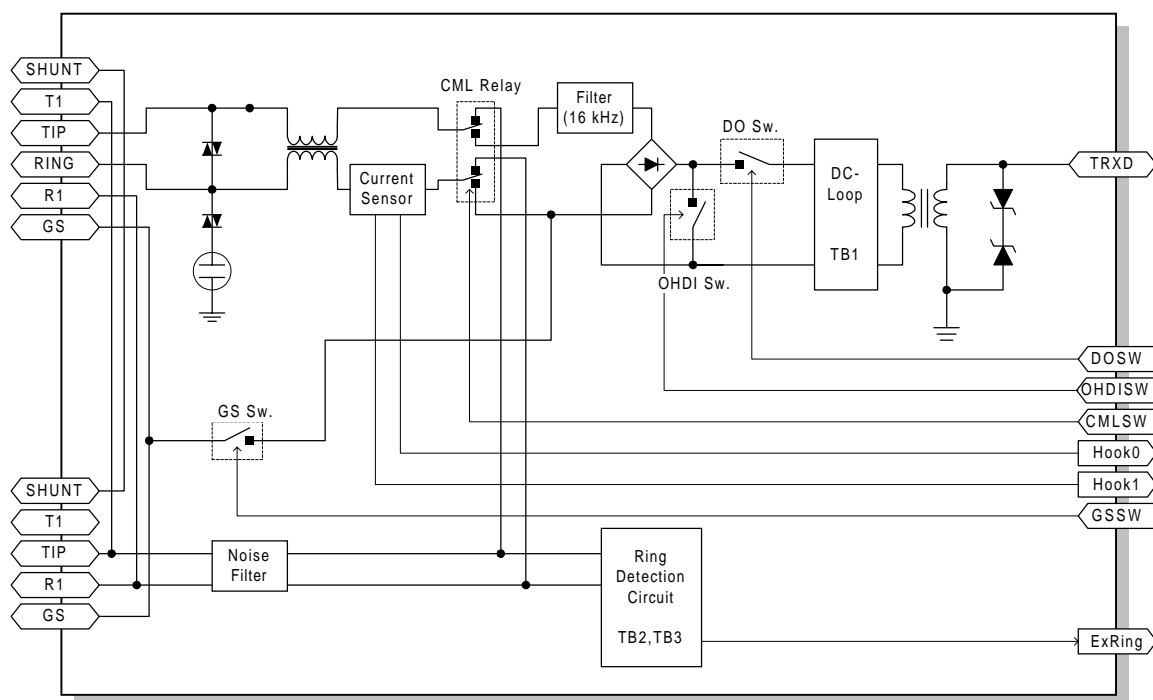 SHUNT
T1
TIP
RING
R1
GS
CML Relay
Filter
(16 kHz)
DO Sw.
Current
Sensor
DC-
Loop
TB1
OHDI Sw.
TRXD
DOSW
OHDISW
CMLSW
Hook0
Hook1
GSSW
GS Sw.
SHUNT
T1
TIP
R1
GS
Noise
Filter
Ring
Detection
Circuit
TB2,TB3
ExRing